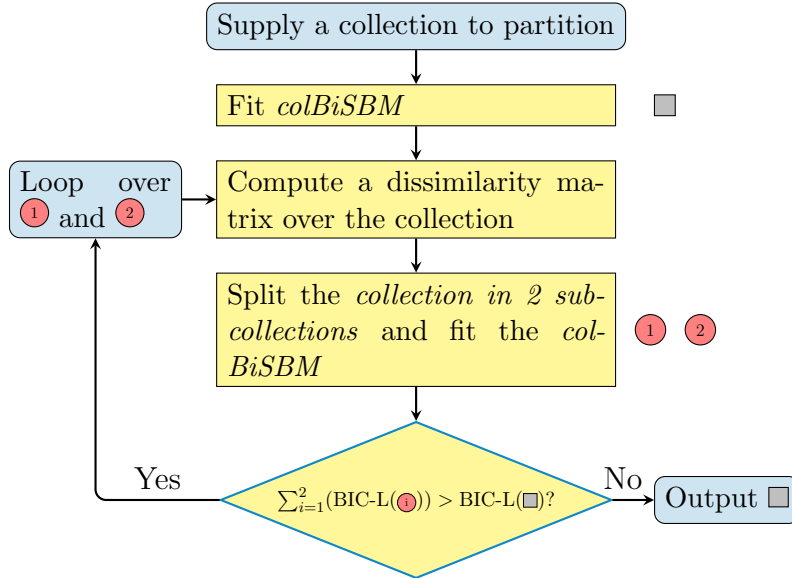 Supply a collection to partition
Fit colBiSBM
Loop over
1 and 2
Compute a dissimilarity ma-
trix over the collection
Split the collection in 2 sub-
collections and fit the col-
BiSBM
1 2
Yes
∑²ᵢ₌₁(BIC-L(i)) > BIC-L(■)?
No
Output ■